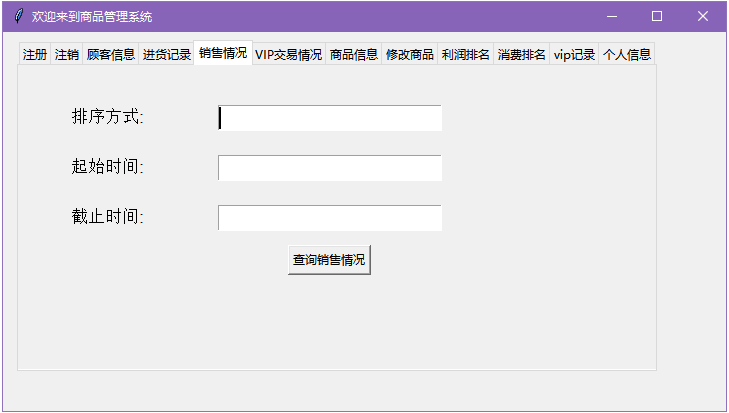 欢迎来到商品管理系统
注册 注销 顾客信息 进货记录 销售情况 VIP交易情况 商品信息 修改商品 利润排名 消费排名 vip记录 个人信息
排序方式:
起始时间:
截止时间:
查询销售情况